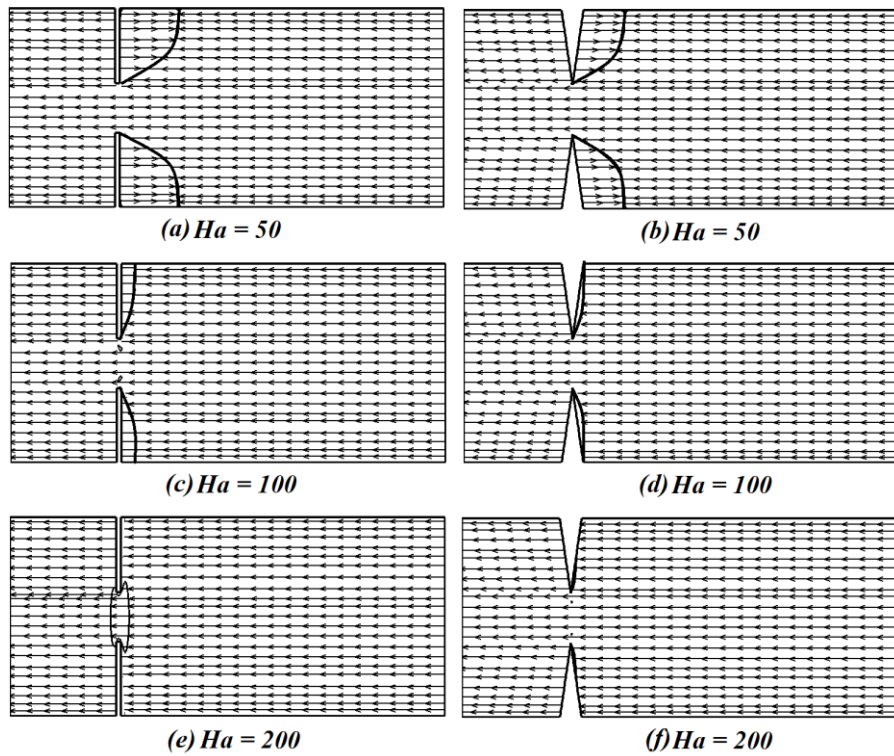 (a) Ha = 50
(b) Ha = 50
(c) Ha = 100
(d) Ha = 100
(e) Ha = 200
(f) Ha = 200